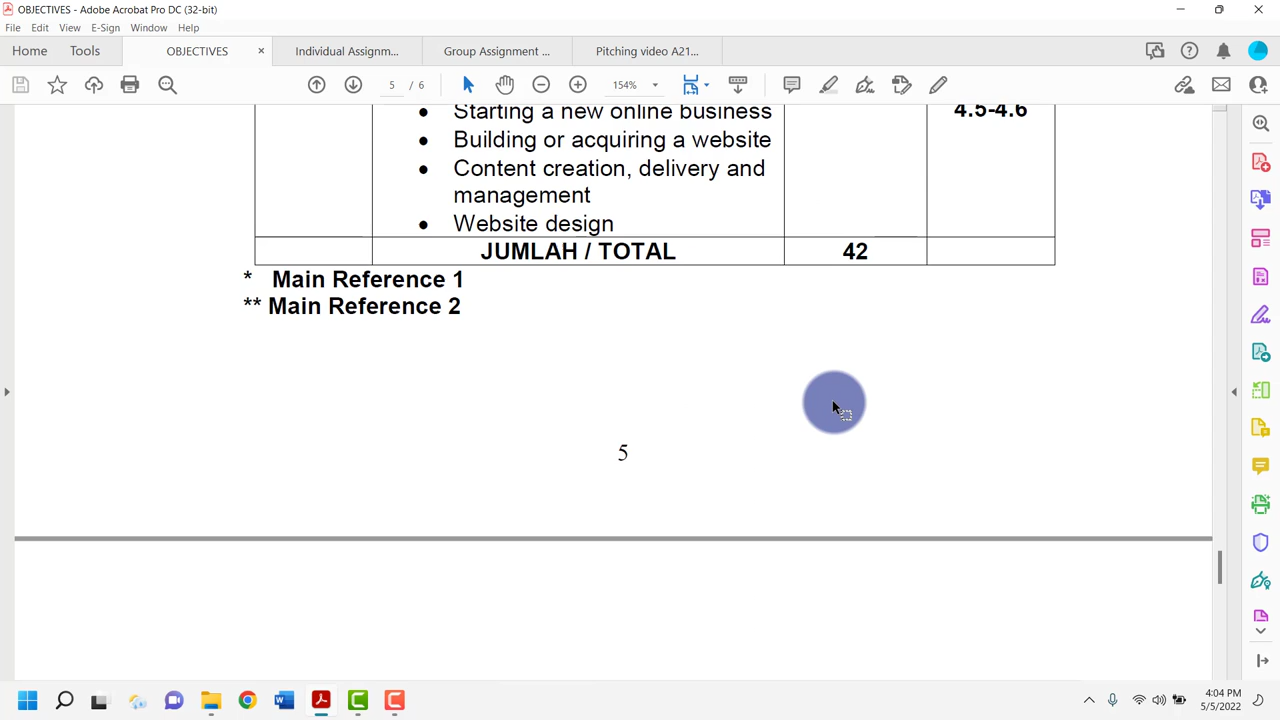 OBJECTIVES - Adobe Acrobat Pro DC (32-bit)
File Edit View E-Sign Window Help
Home Tools OBJECTIVES × Individual Assignm... Group Assignment ... Pitching video A21...
5 / 6 154%
• Starting a new online business 4.5-4.6
• Building or acquiring a website
• Content creation, delivery and
management
• Website design
JUMLAH / TOTAL 42
* Main Reference 1
** Main Reference 2
5
4:04 PM
5/5/2022